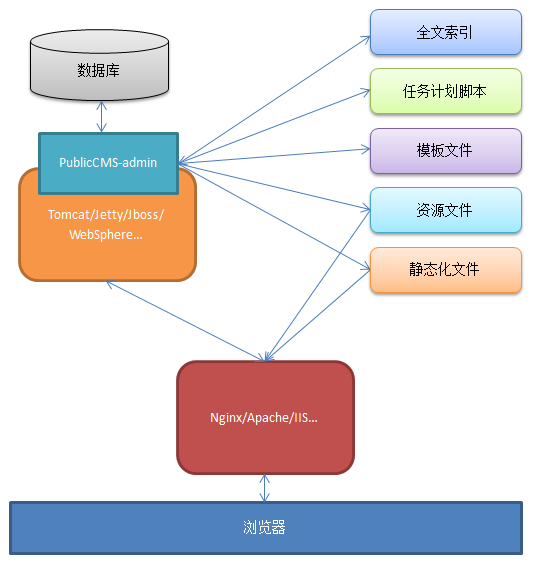 全文索引
数据库
任务计划脚本
PublicCMS-admin
模板文件
Tomcat/Jetty/Jboss/
WebSphere...
资源文件
静态化文件
Nginx/Apache/IIS...
浏览器